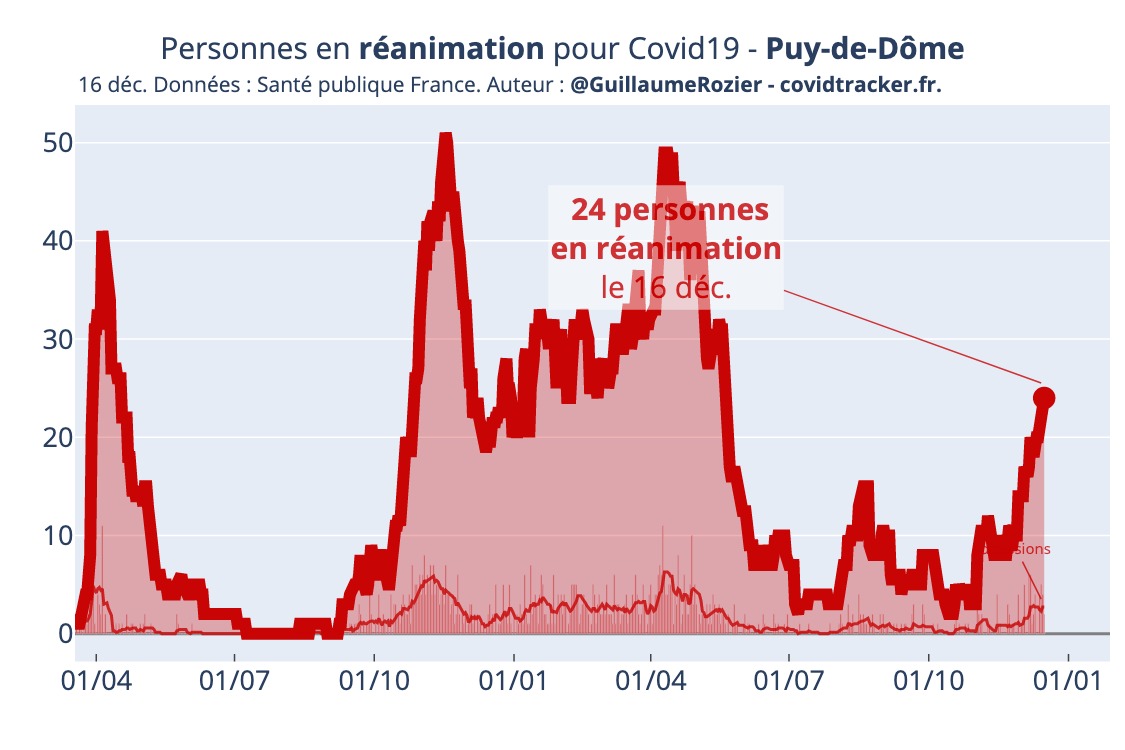 Personnes en réanimation pour Covid19 - Puy-de-Dôme
16 déc. Données : Santé publique France. Auteur : @GuillaumeRozier - covidtracker.fr.
50
40
30
20
10
0
24 personnes
en réanimation
le 16 déc.
01/04
01/07
01/10
01/01
01/04
01/07
01/10
01/01